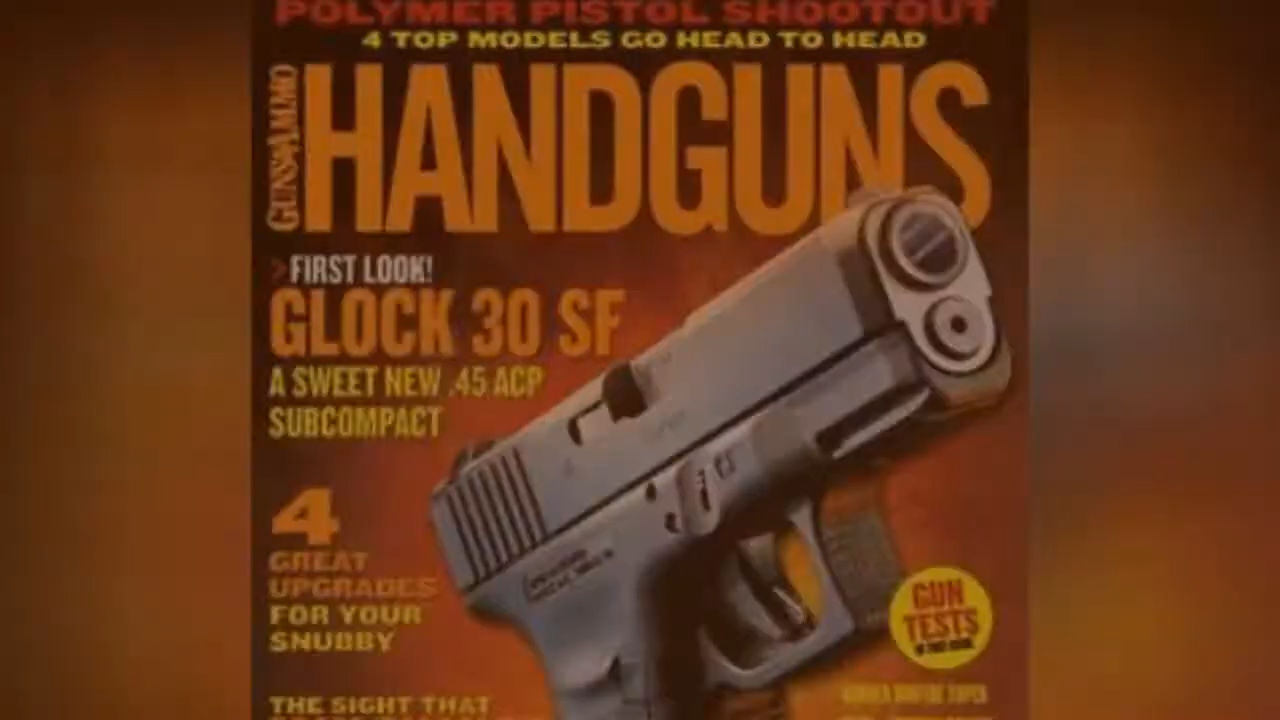 POLYMER PISTOL SHOOTOUT
4 TOP MODELS GO HEAD TO HEAD
GUNS&AMMO
HANDGUNS
>FIRST LOOK!
GLOCK 30 SF
A SWEET NEW .45 ACP
SUBCOMPACT
4
GREAT
UPGRADES
FOR YOUR
SNUBBY
GUN
TESTS
THE SIGHT THAT